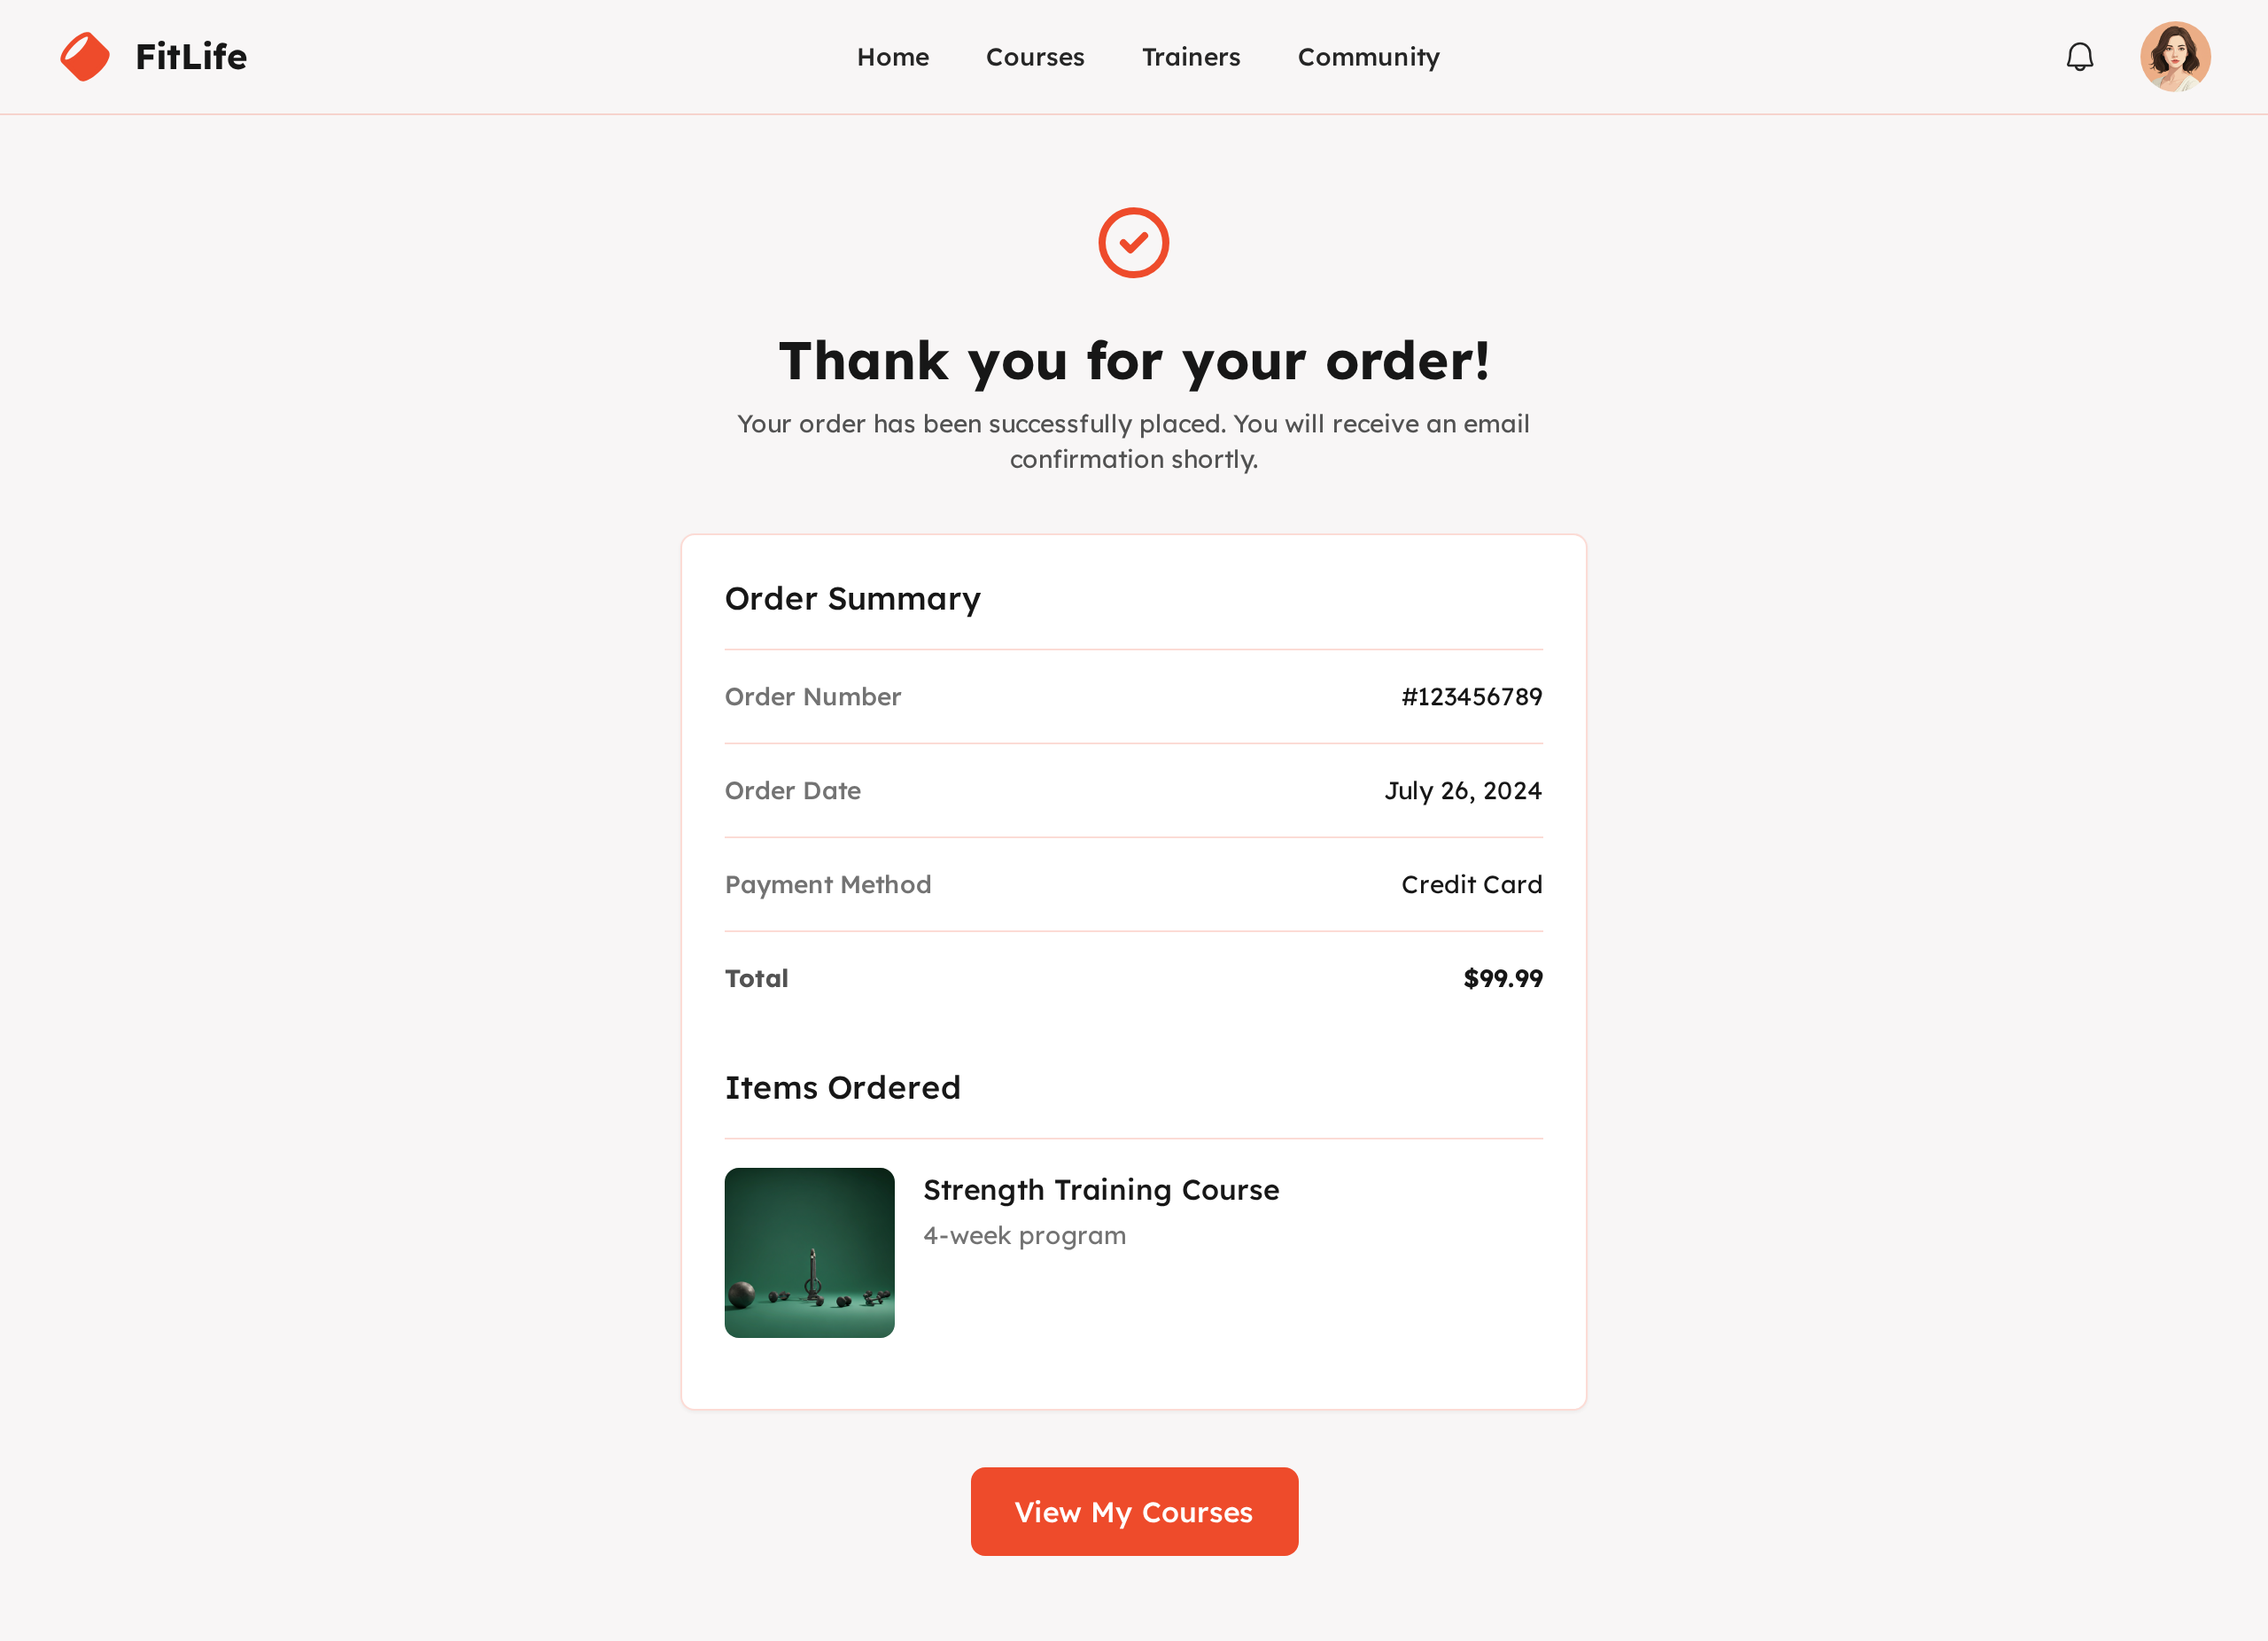 FitLife
Home
Courses
Trainers
Community
Thank you for your order!
Your order has been successfully placed. You will receive an email
confirmation shortly.
Order Summary
Order Number
#123456789
Order Date
July 26, 2024
Payment Method
Credit Card
Total
$99.99
Items Ordered
Strength Training Course
4-week program
View My Courses